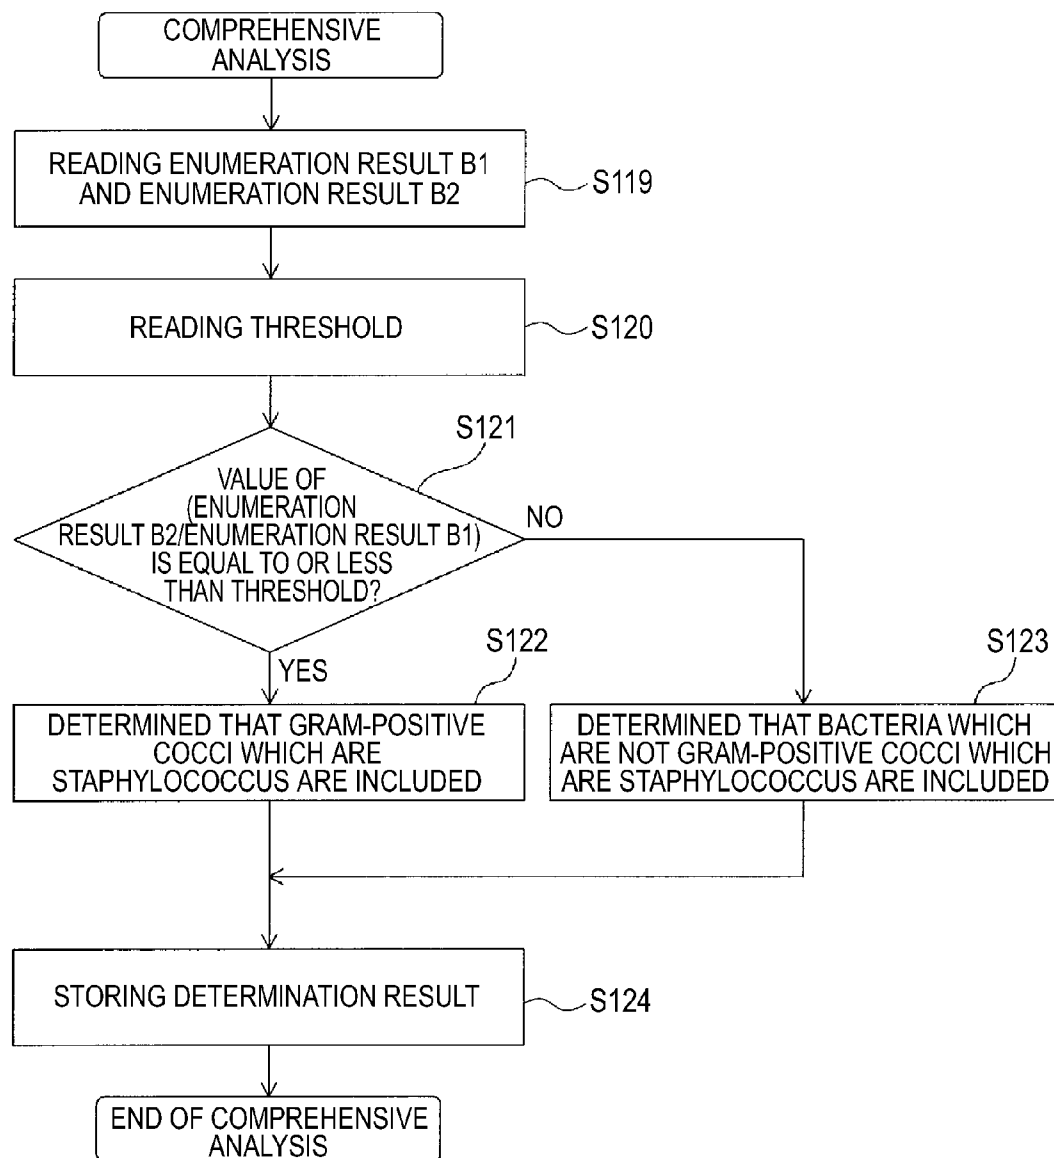 COMPREHENSIVE
ANALYSIS
READING ENUMERATION RESULT B1
AND ENUMERATION RESULT B2
S119
READING THRESHOLD
S120
S121
VALUE OF
(ENUMERATION
RESULT B2/ENUMERATION RESULT B1)
IS EQUAL TO OR LESS
THAN THRESHOLD?
NO
YES
S122
DETERMINED THAT GRAM-POSITIVE
COCCI WHICH ARE
STAPHYLOCOCCUS ARE INCLUDED
S123
DETERMINED THAT BACTERIA WHICH
ARE NOT GRAM-POSITIVE COCCI WHICH
ARE STAPHYLOCOCCUS ARE INCLUDED
STORING DETERMINATION RESULT
S124
END OF COMPREHENSIVE
ANALYSIS